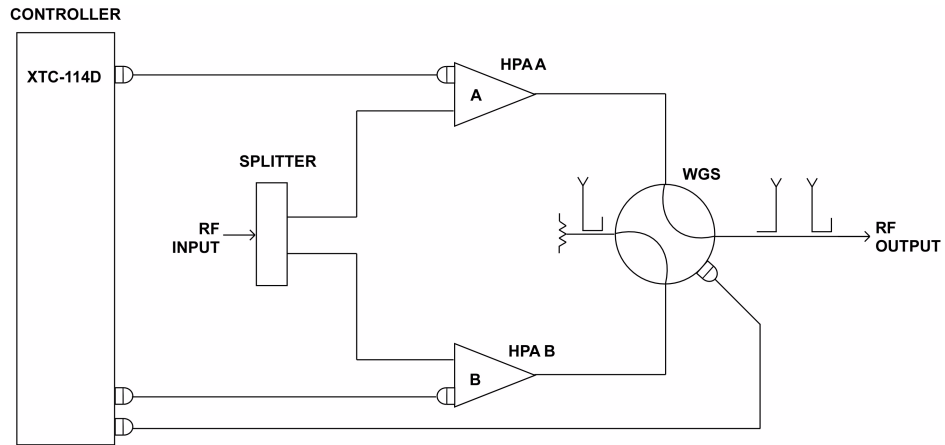 CONTROLLER
XTC-114D
HPA A
A
SPLITTER
WGS
RF
INPUT
RF
OUTPUT
HPA B
B